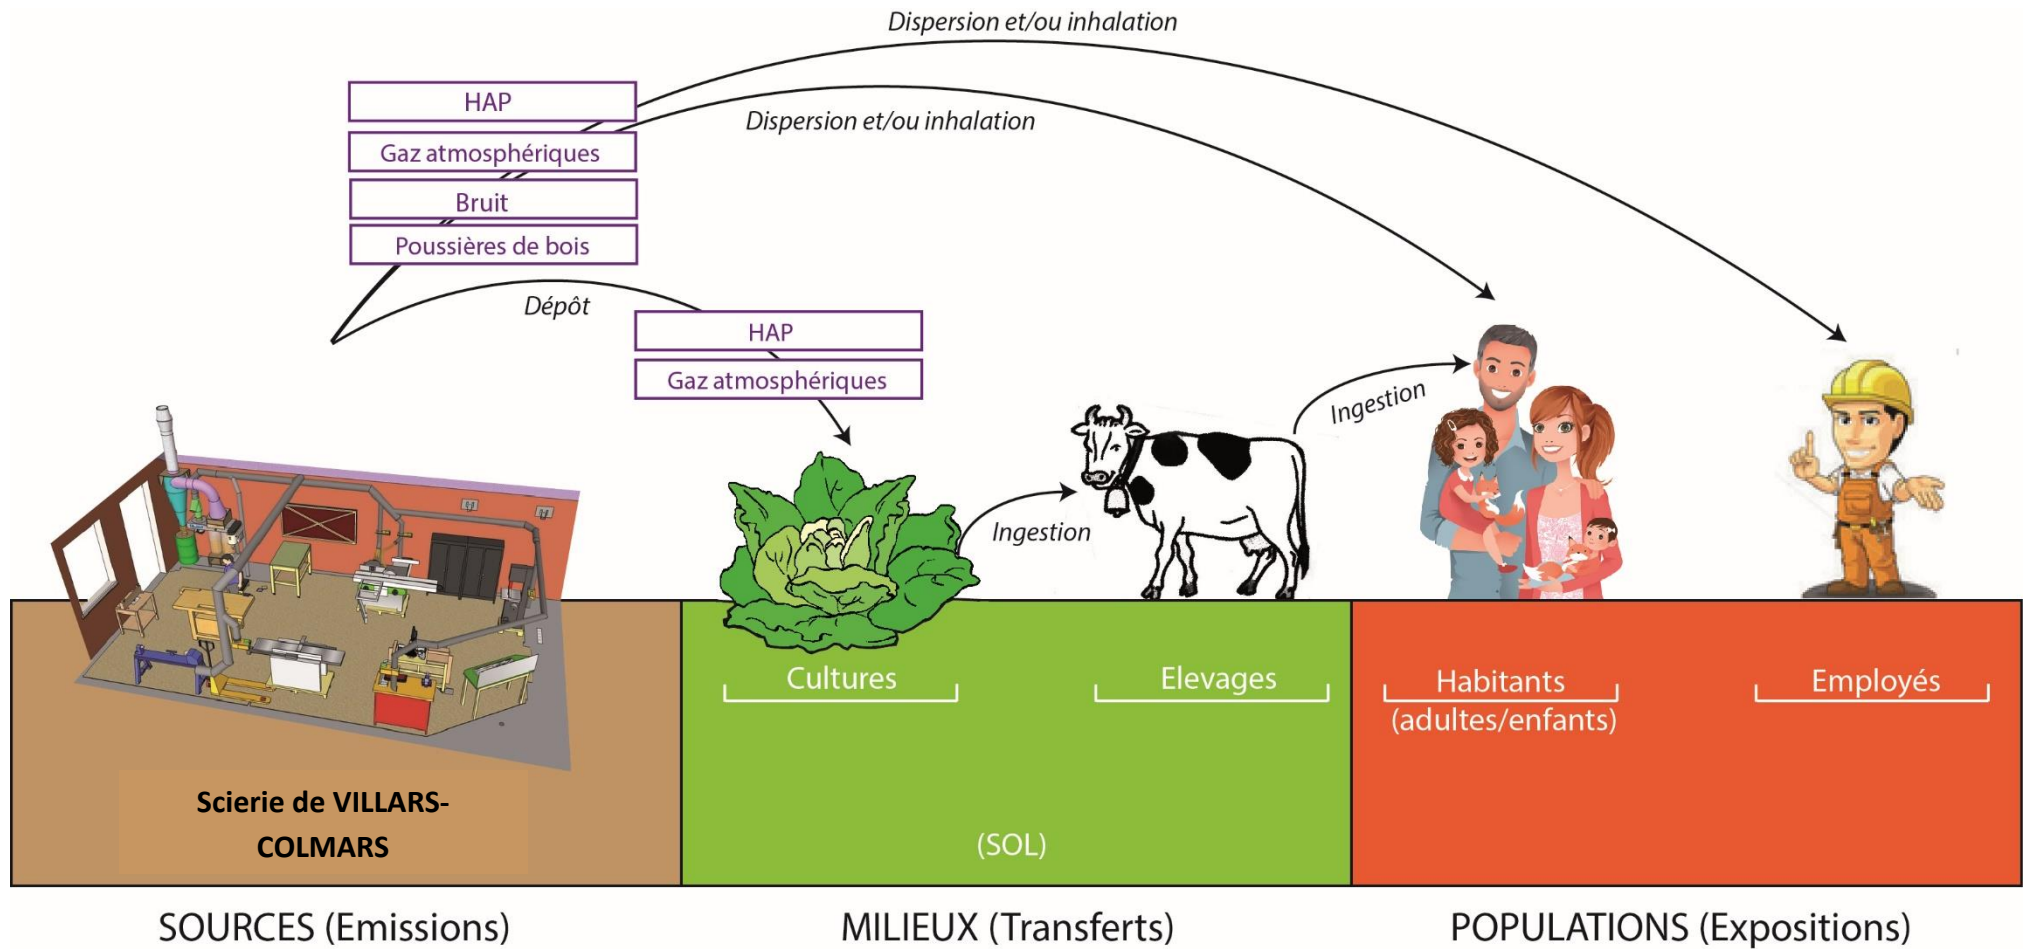 Dispersion et/ou inhalation
HAP
Dispersion et/ou inhalation
Gaz atmosphériques
Bruit
Poussières de bois
Dépôt
HAP
Gaz atmosphériques
Ingestion
Ingestion
Cultures
Elevages
Habitants
(adultes/enfants)
Employés
Scierie de VILLARS-
COLMARS
(SOL)
SOURCES (Emissions)
MILIEUX (Transferts)
POPULATIONS (Expositions)